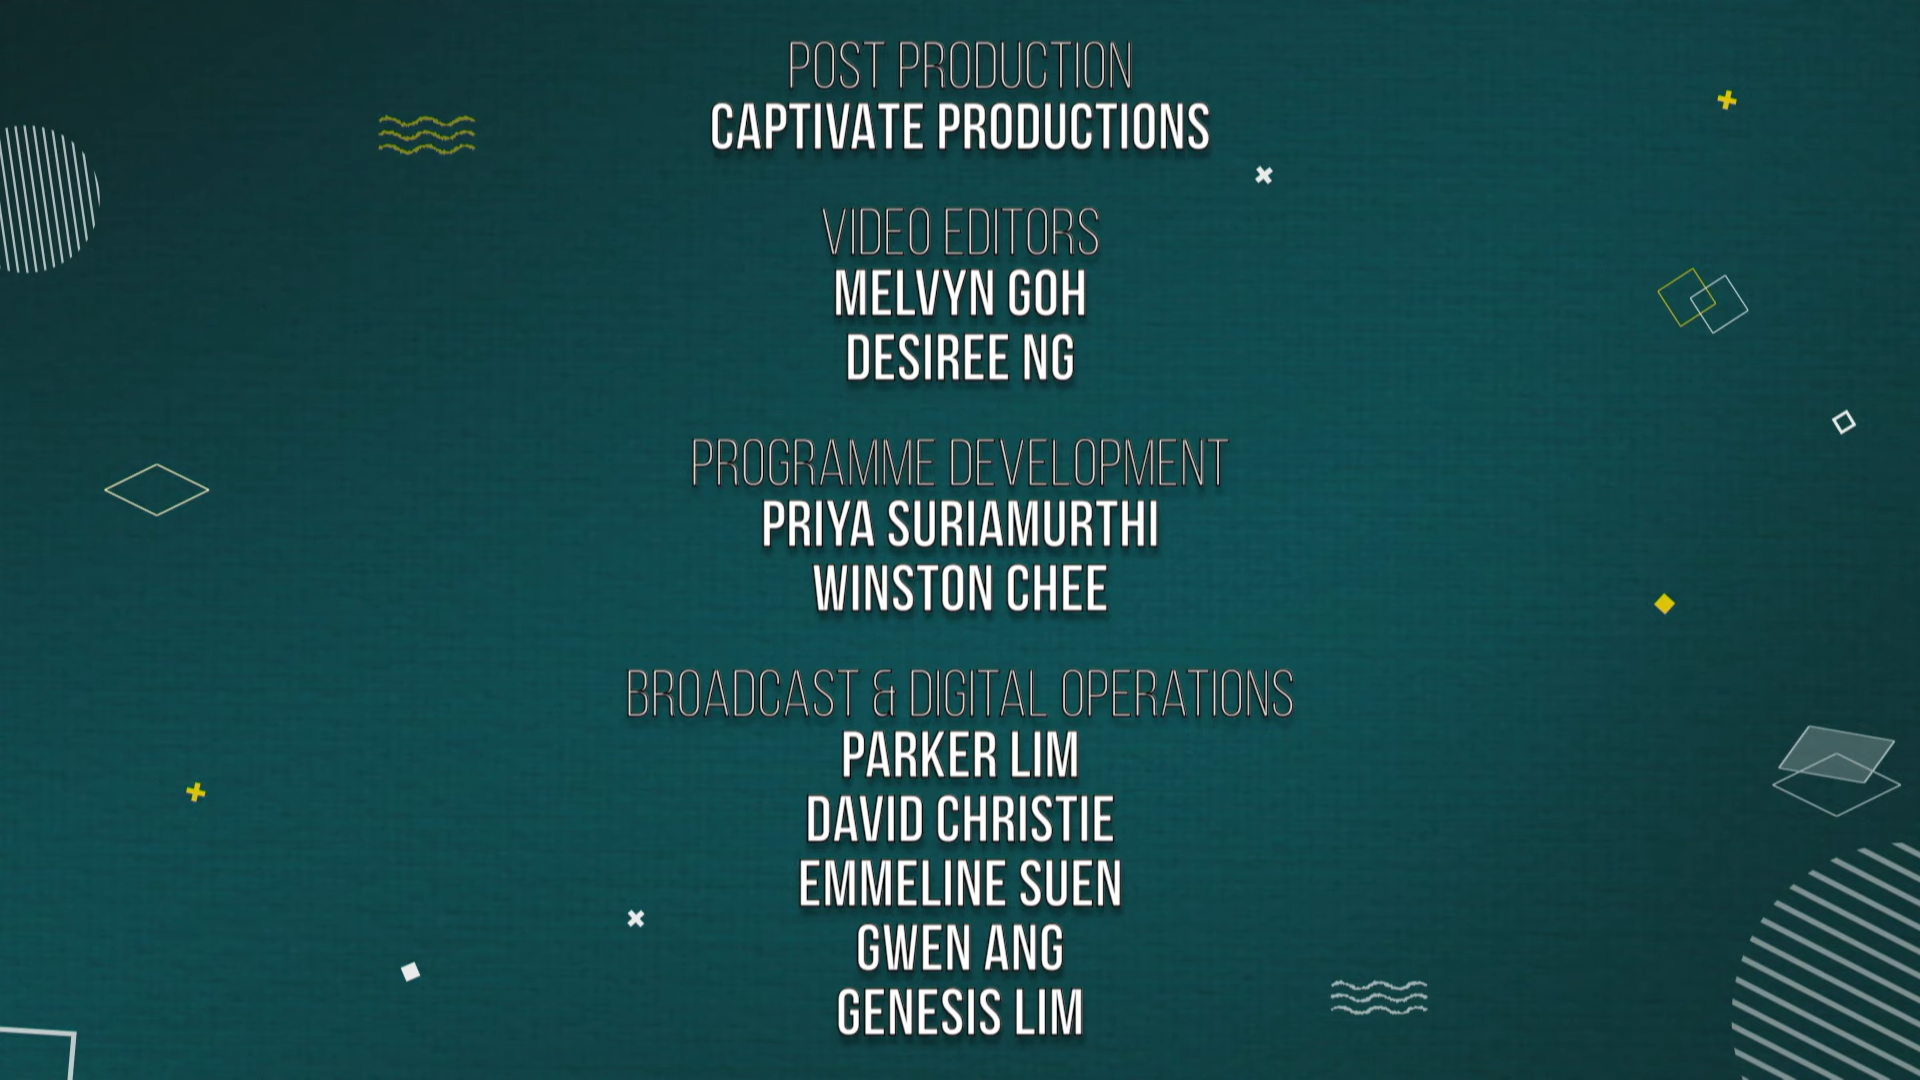 POST PRODUCTION
CAPTIVATE PRODUCTIONS
VIDEO EDITORS
MELVYN GOH
DESIREE NG
PROGRAMME DEVELOPMENT
PRIYA SURIAMURTHI
WINSTON CHEE
BROADCAST & DIGITAL OPERATIONS
PARKER LIM
DAVID CHRISTIE
EMMELINE SUEN
GWEN ANG
GENESIS LIM